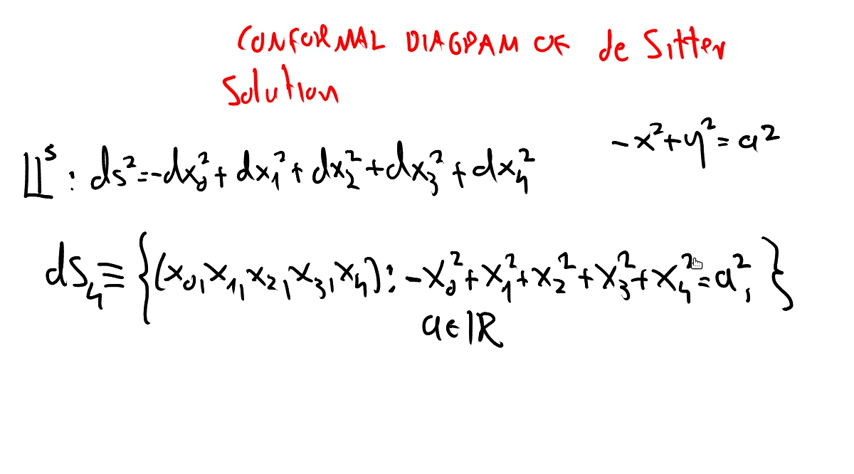 CONFORMAL DIAGRAM OF de Sitter
Solution
𝕃⁵ : ds² = -dx₀² + dx₁² + dx₂² + dx₃² + dx₄²
-x² + y² = a²
dS₄ ≡ {(x₀, x₁, x₂, x₃, x₄) : -x₀² + x₁² + x₂² + x₃² + x₄² = a², }
a ∈ ℝ